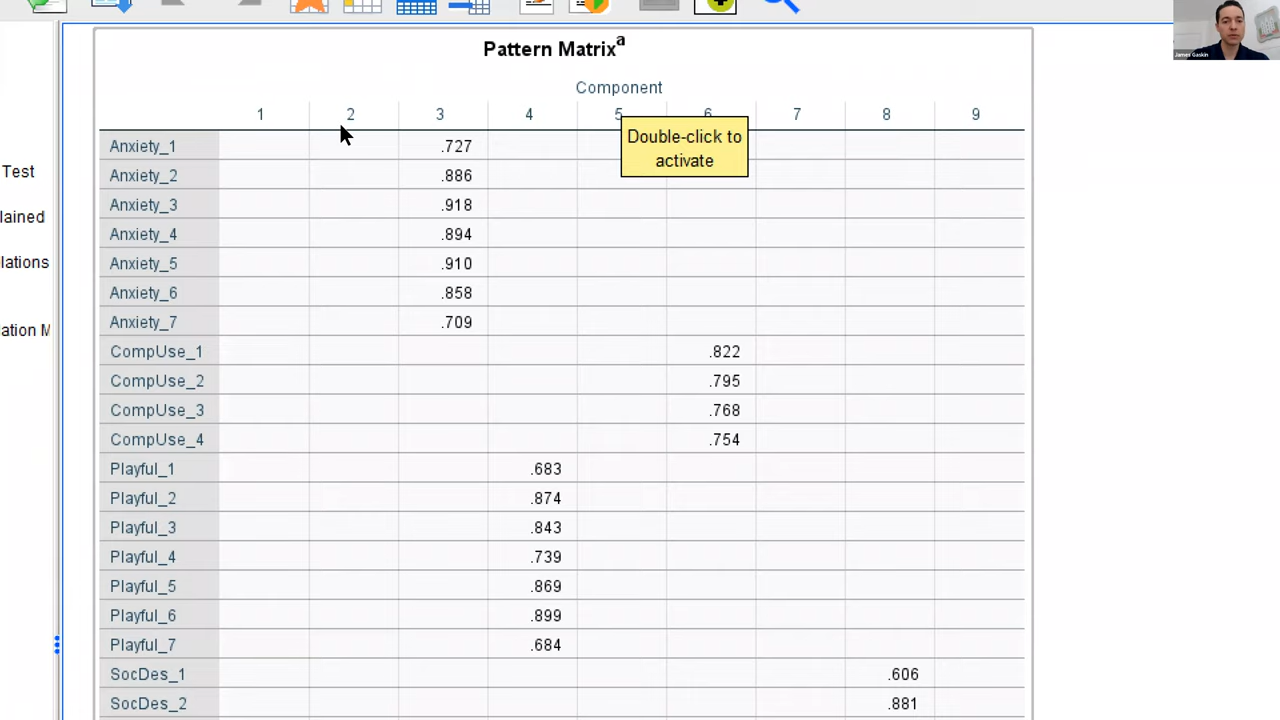 Pattern Matrixa
Component
1 2 3 4 5 6 7 8 9
Double-click to
activate
Anxiety_1 .727
Anxiety_2 .886
Anxiety_3 .918
Anxiety_4 .894
Anxiety_5 .910
Anxiety_6 .858
Anxiety_7 .709
CompUse_1 .822
CompUse_2 .795
CompUse_3 .768
CompUse_4 .754
Playful_1 .683
Playful_2 .874
Playful_3 .843
Playful_4 .739
Playful_5 .869
Playful_6 .899
Playful_7 .684
SocDes_1 .606
SocDes_2 .881
Test
lained
lations
ation M
James Gaskin